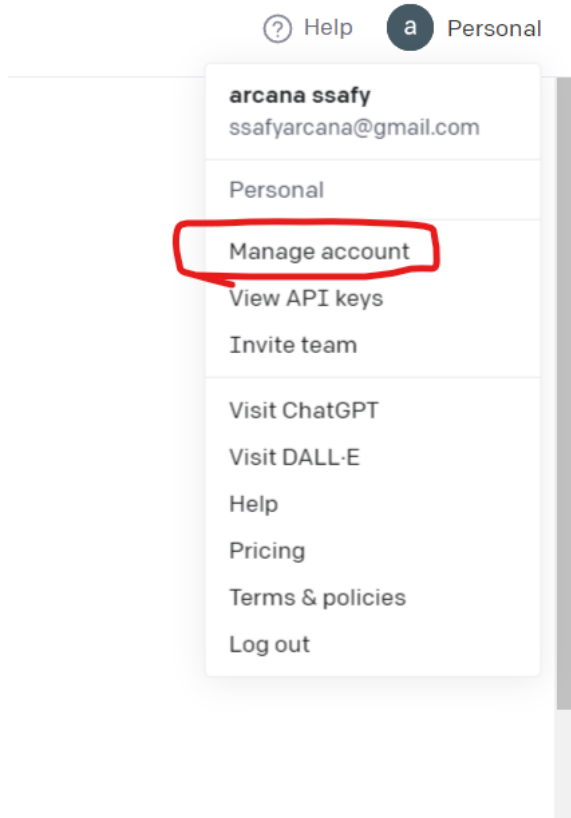 Help
a
Personal
arcana ssafy
ssafyarcana@gmail.com
Personal
Manage account
View API keys
Invite team
Visit ChatGPT
Visit DALL·E
Help
Pricing
Terms & policies
Log out